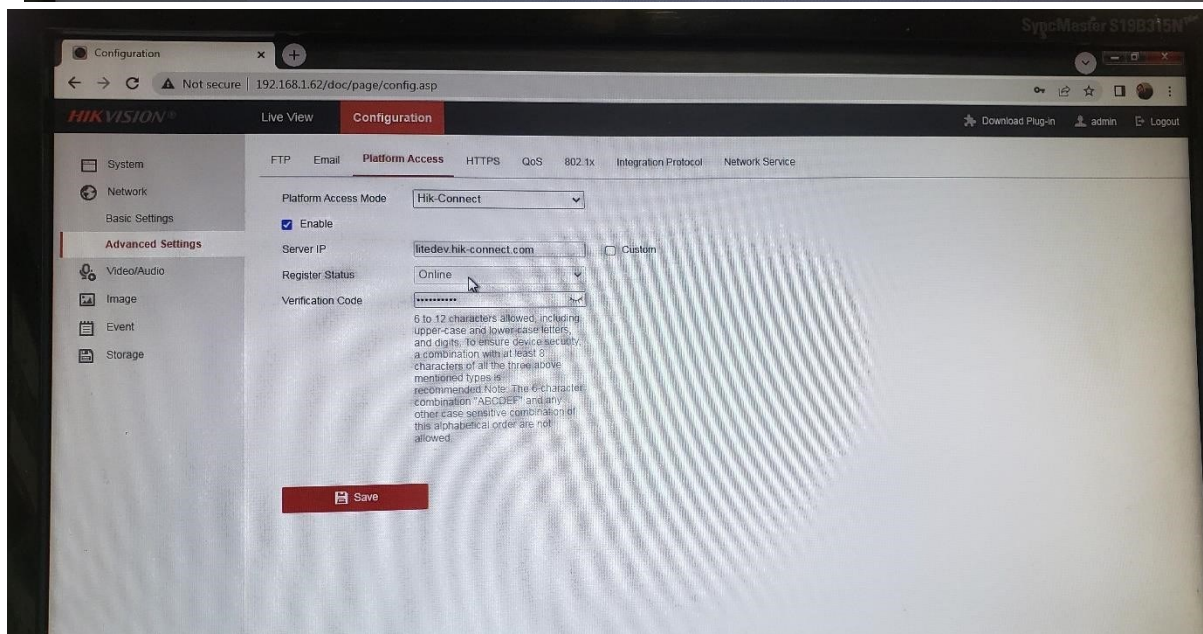 SyncMaster S19B315N
Configuration
Not secure 192.168.1.62/doc/page/config.asp
HIKVISION®
Live View
Configuration
Download Plug-in
admin
Logout
System
Network
Basic Settings
Advanced Settings
Video/Audio
Image
Event
Storage
FTP Email Platform Access HTTPS QoS 802.1x Integration Protocol Network Service
Platform Access Mode Hik-Connect
Enable
Server IP litedev.hik-connect.com Custom
Register Status Online
Verification Code ••••••••••
6 to 12 characters allowed, including
upper-case and lower-case letters,
and digits. To ensure device security,
a combination with at least 8
characters of all the three above
mentioned types is
recommended.Note: The 6-character
combination "ABCDEF" and any
other case sensitive combination of
this alphabetical order are not
allowed.
Save